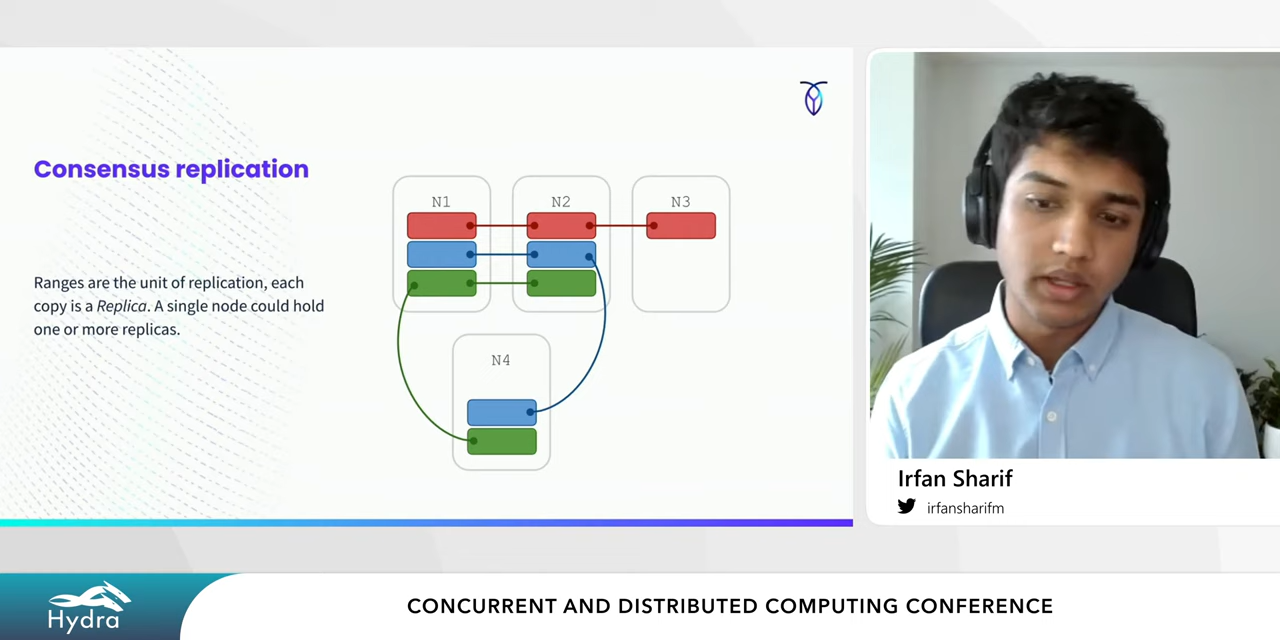 Consensus replication
Ranges are the unit of replication, each
copy is a Replica. A single node could hold
one or more replicas.
N1
N2
N3
N4
Irfan Sharif
irfansharifm
Hydra
CONCURRENT AND DISTRIBUTED COMPUTING CONFERENCE